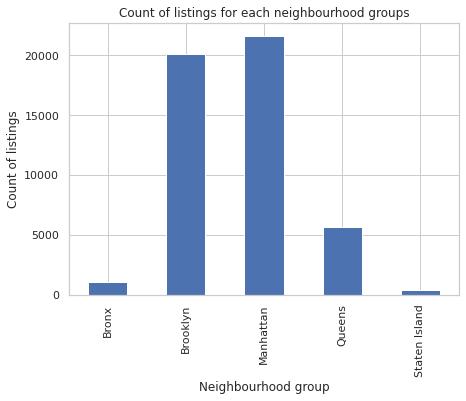 Count of listings for each neighbourhood groups
20000
15000
10000
5000
0
Count of listings
Bronx
Brooklyn
Manhattan
Queens
Staten Island
Neighbourhood group